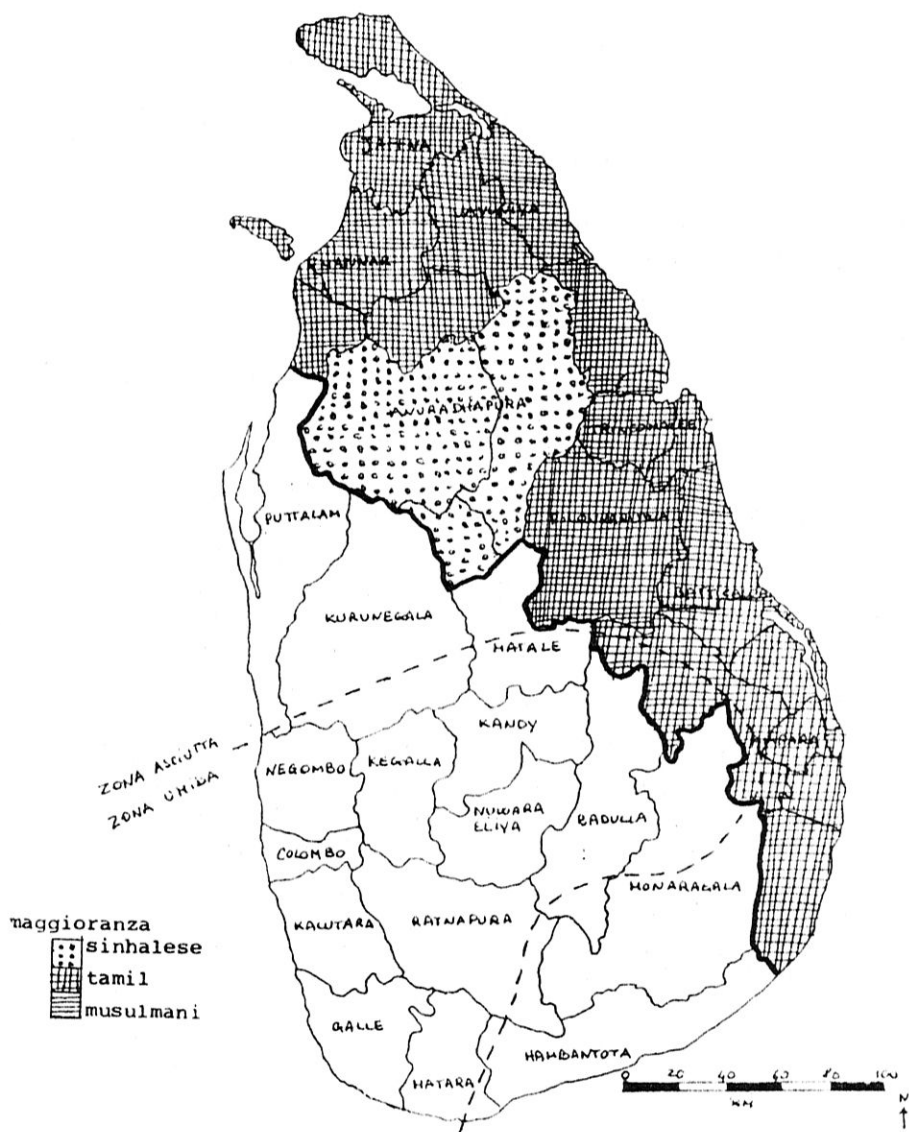 JAFFNA
ANURADHAPURA
TRINCOMALEE
PUTTALAM
KURUNEGALA
MATALE
KANDY
ZONA ASCIUTTA
ZONA UMIDA
NEGOMBO
KEGALLA
NUWARA
ELIYA
BADULLA
COLOMBO
MONARAGALA
KALUTARA
RATNAPURA
maggioranza
sinhalese
tamil
musulmani
GALLE
MATARA
HAMBANTOTA
0 20 40 60 80 100
KM
N